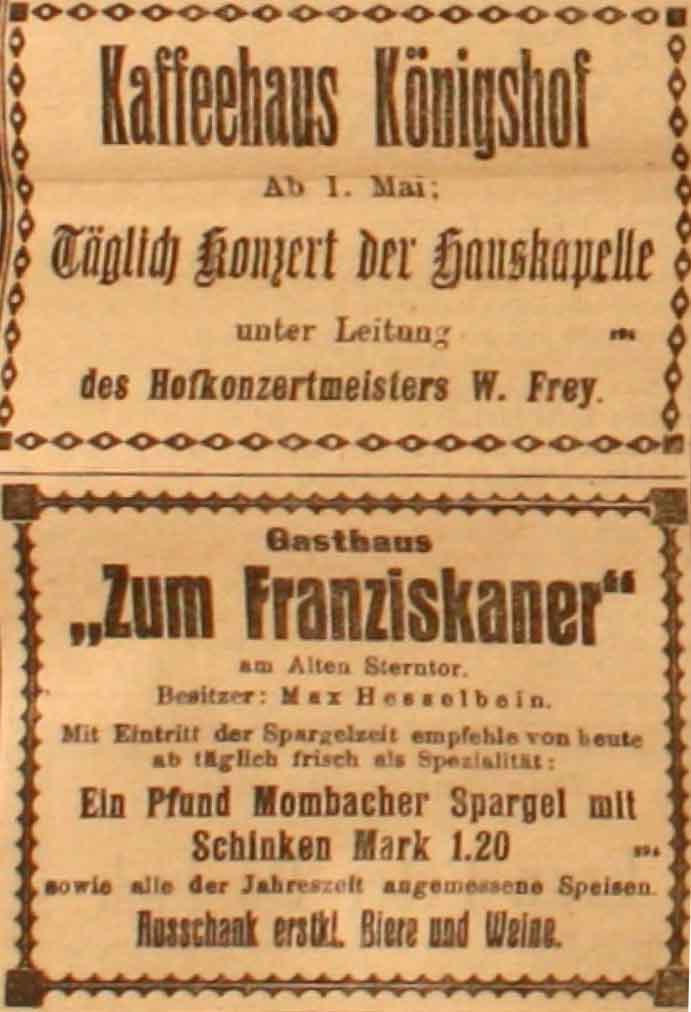 Kaffeehaus Königshof
Ab 1. Mai:
Täglich Konzert der Hauskapelle
unter Leitung
des Hofkonzertmeisters W. Frey.
Gasthaus
„Zum Franziskaner“
am Alten Sterntor.
Besitzer: Max Hesselbein.
Mit Eintritt der Spargelzeit empfehle von heute
ab täglich frisch als Spezialität:
Ein Pfund Mombacher Spargel mit
Schinken Mark 1.20
sowie alle der Jahreszeit angemessene Speisen.
Ausschank erstkl. Biere und Weine.